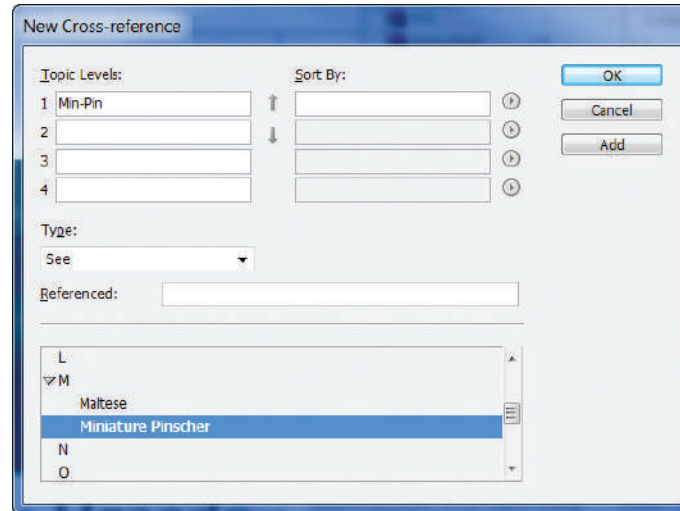 New Cross-reference
Topic Levels: Sort By:
1 Min-Pin
2
3
4
OK
Cancel
Add
Type:
See
Referenced:
L
M
Maltese
Miniature Pinscher
N
O